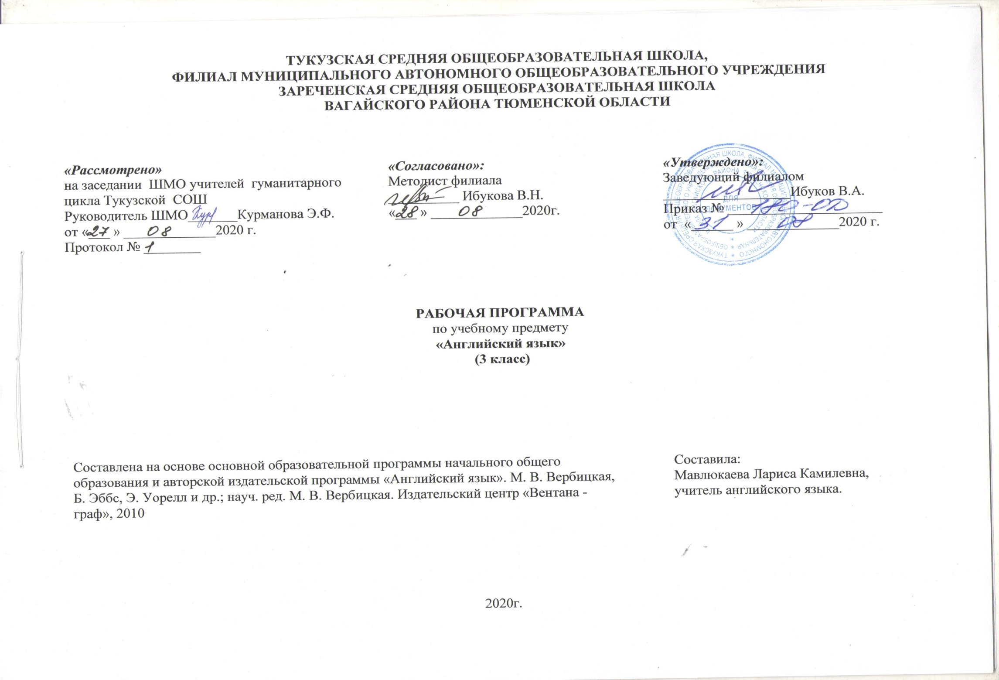 ТУКУЗСКАЯ СРЕДНЯЯ ОБЩЕОБРАЗОВАТЕЛЬНАЯ ШКОЛА,
ФИЛИАЛ МУНИЦИПАЛЬНОГО АВТОНОМНОГО ОБЩЕОБРАЗОВАТЕЛЬНОГО УЧРЕЖДЕНИЯ
ЗАРЕЧЕНСКАЯ СРЕДНЯЯ ОБЩЕОБРАЗОВАТЕЛЬНАЯ ШКОЛА
ВАГАЙСКОГО РАЙОНА ТЮМЕНСКОЙ ОБЛАСТИ
«Рассмотрено»
на заседании ШМО учителей гуманитарного
цикла Тукузской СОШ
Руководитель ШМО Курманова Э.Ф.
от «27» 08 2020 г.
Протокол № 1
«Согласовано»:
Методист филиала
Ибукова В.Н.
«28» 08 2020г.
«Утверждено»:
Заведующий филиалом
Ибуков В.А.
Приказ №
от «31» 08 2020 г.
ДЛЯ
ДОКУМЕНТОВ
РАБОЧАЯ ПРОГРАММА
по учебному предмету
«Английский язык»
(3 класс)
Составлена на основе основной образовательной программы начального общего
образования и авторской издательской программы «Английский язык». М. В. Вербицкая,
Б. Эббс, Э. Уорелл и др.; науч. ред. М. В. Вербицкая. Издательский центр «Вентана -
граф», 2010
Составила:
Мавлюкаева Лариса Камилевна,
учитель английского языка.
2020г.